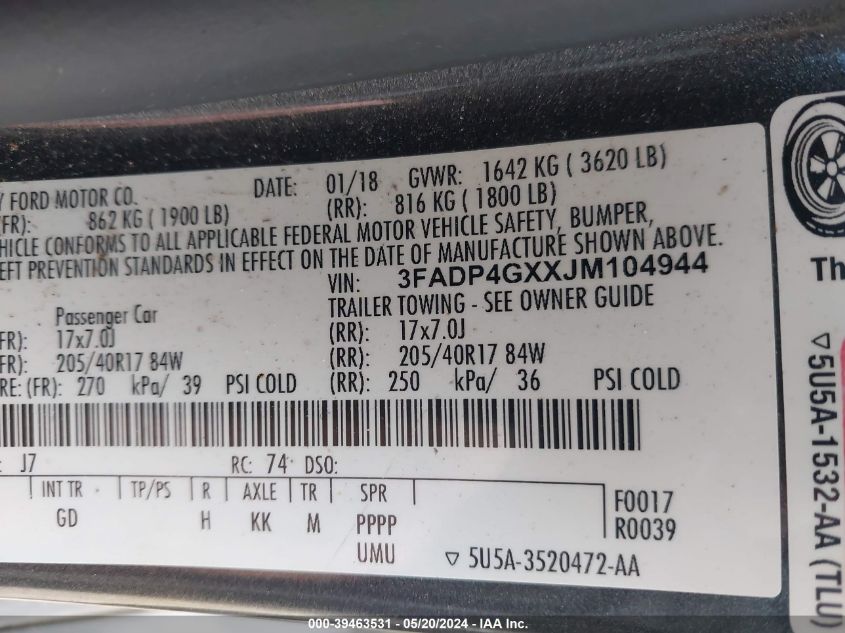 Y FORD MOTOR CO. DATE: 01/18 GVWR: 1642 KG ( 3620 LB)
(FR): 862 KG ( 1900 LB) (RR): 816 KG ( 1800 LB)
HICLE CONFORMS TO ALL APPLICABLE FEDERAL MOTOR VEHICLE SAFETY, BUMPER,
EFT PREVENTION STANDARDS IN EFFECT ON THE DATE OF MANUFACTURE SHOWN ABOVE.
VIN: 3FADP4GXXJM104944
Passenger Car TRAILER TOWING - SEE OWNER GUIDE
FR): 17x7.0J (RR): 17x7.0J
FR): 205/40R17 84W (RR): 205/40R17 84W
RE: (FR): 270 kPa/ 39 PSI COLD (RR): 250 kPa/ 36 PSI COLD
: J7 RC: 74 DSO:
INT TR TP/PS R AXLE TR SPR F0017
GD H KK M PPPP R0039
UMU ▽ 5U5A-3520472-AA
Th
▽ 5U5A-1532-AA (TLU)
000-39463531 - 05/20/2024 - IAA Inc.